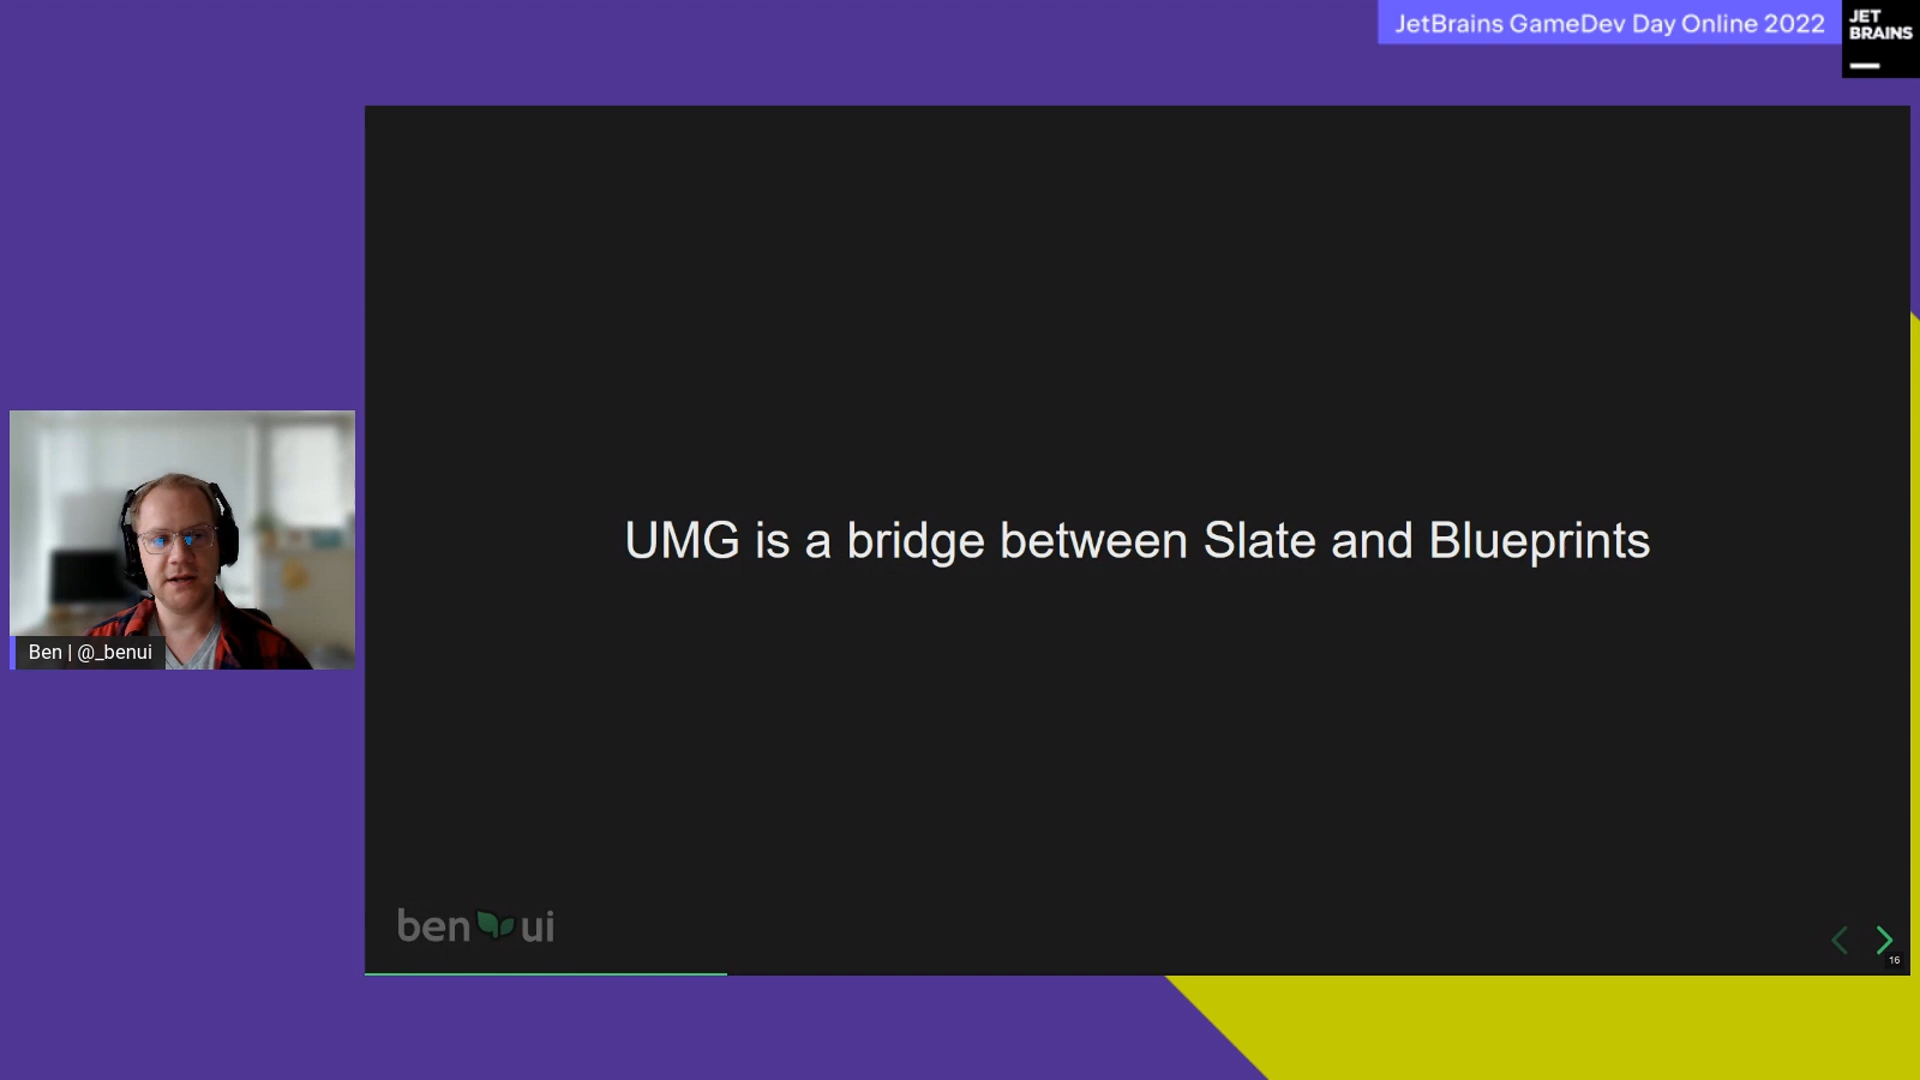 JetBrains GameDev Day Online 2022
JET
BRAINS
UMG is a bridge between Slate and Blueprints
Ben | @_benui
ben ui
16